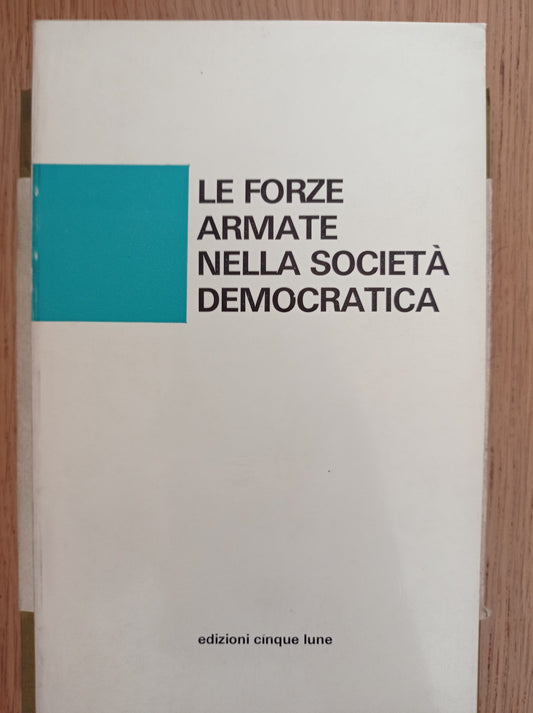 LE FORZE
ARMATE
NELLA SOCIETÀ
DEMOCRATICA
edizioni cinque lune